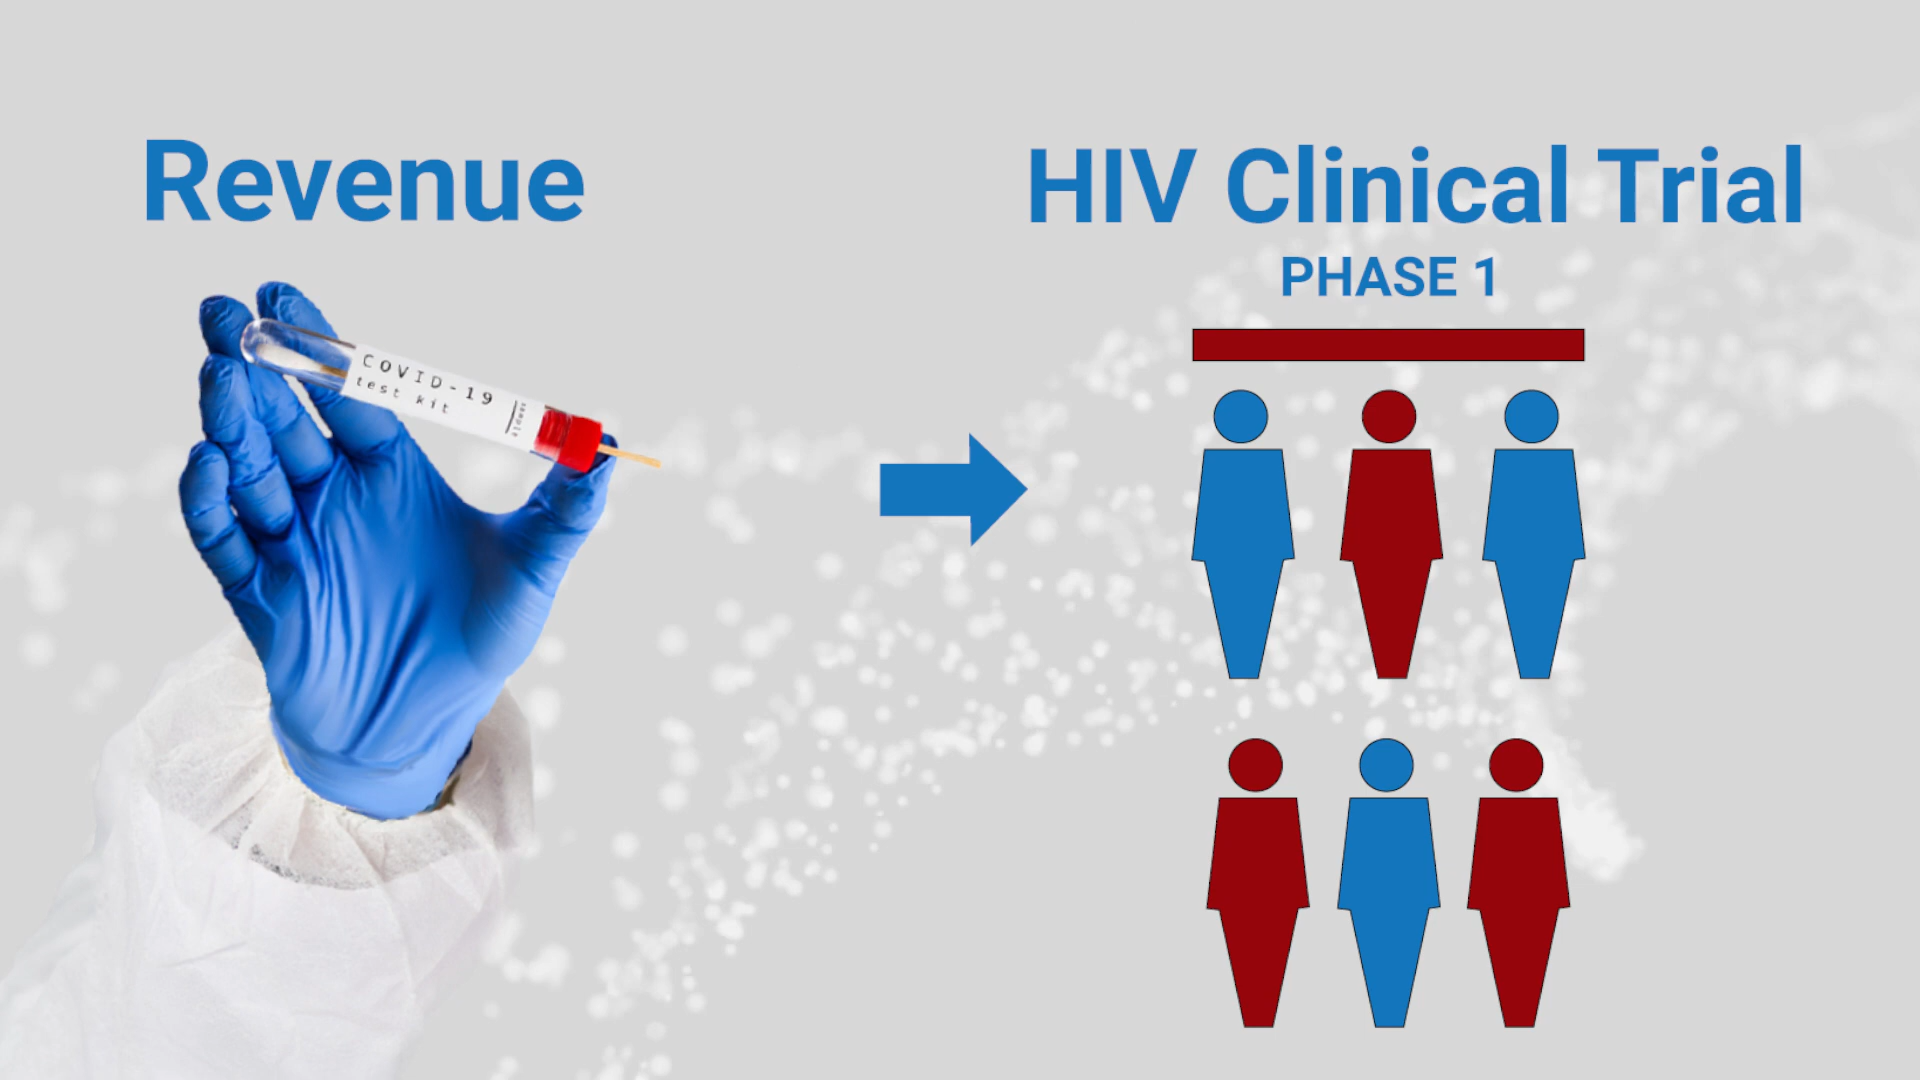 Revenue
HIV Clinical Trial
PHASE 1
COVID-19
test kit